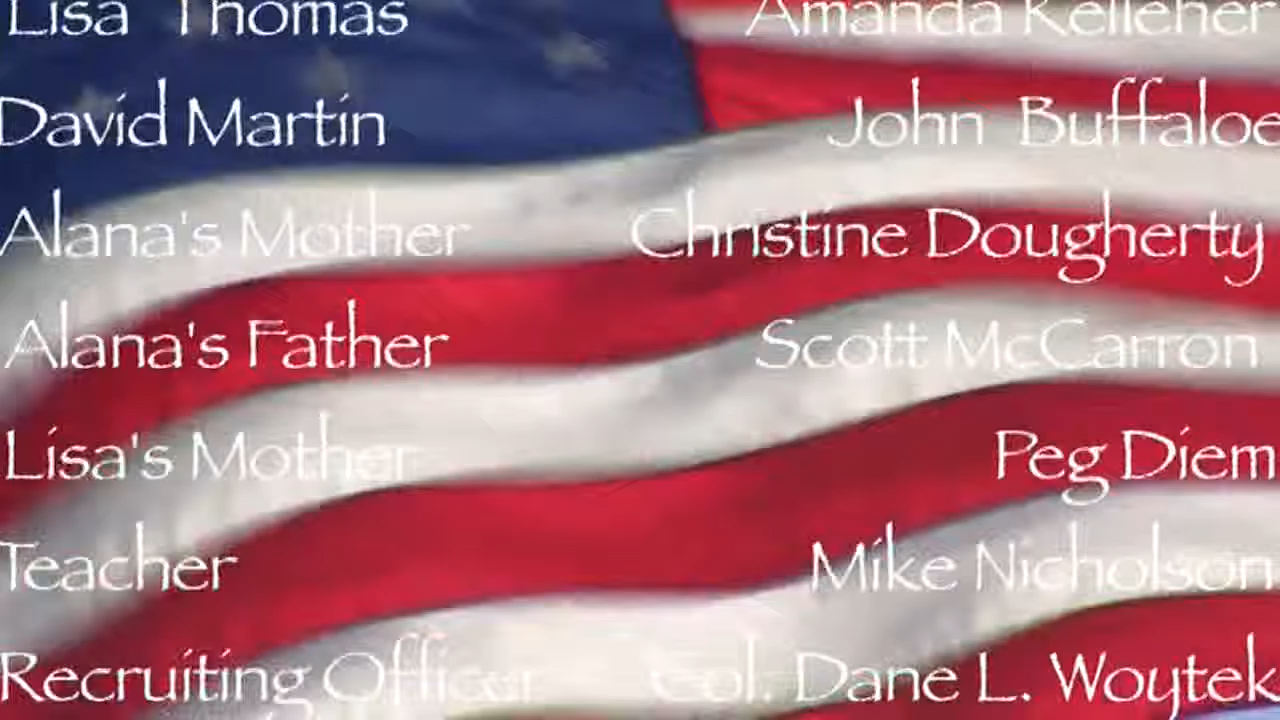 Lisa Thomas Amanda Kelleher
David Martin John Buffaloe
Alana's Mother Christine Dougherty
Alana's Father Scott McCarron
Lisa's Mother Peg Diem
Teacher Mike Nicholson
Recruiting Officer Col. Dane L. Woytek